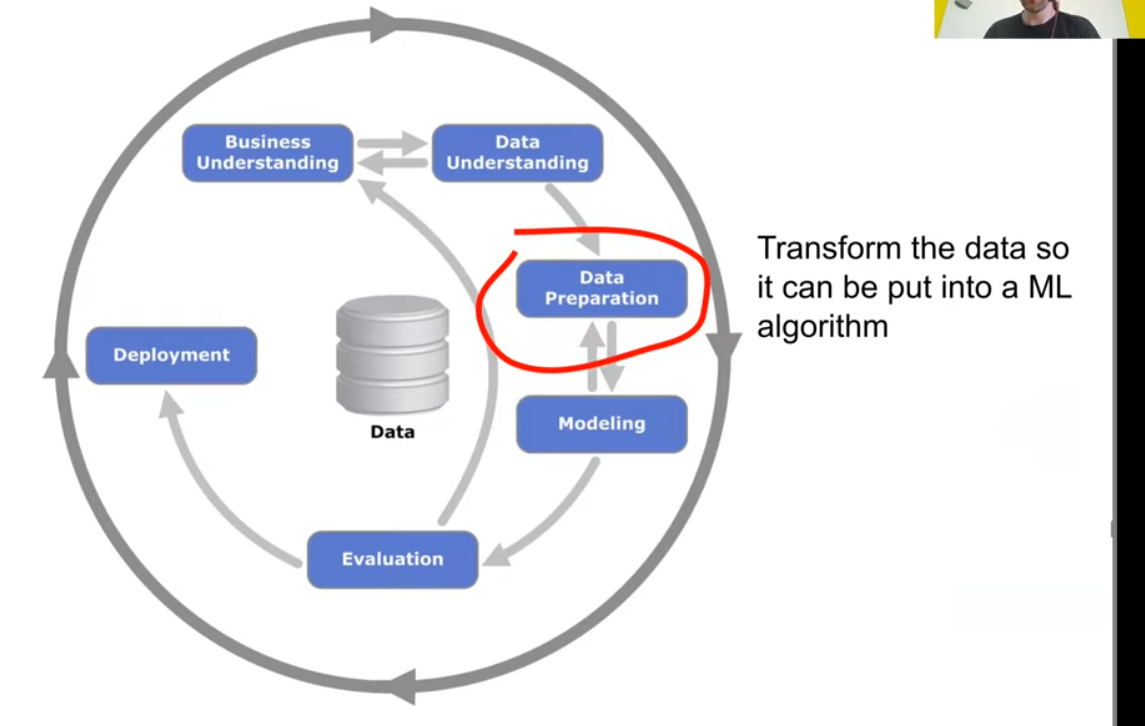 Business
Understanding
Data
Understanding
Data
Preparation
Transform the data so
it can be put into a ML
algorithm
Deployment
Data
Modeling
Evaluation